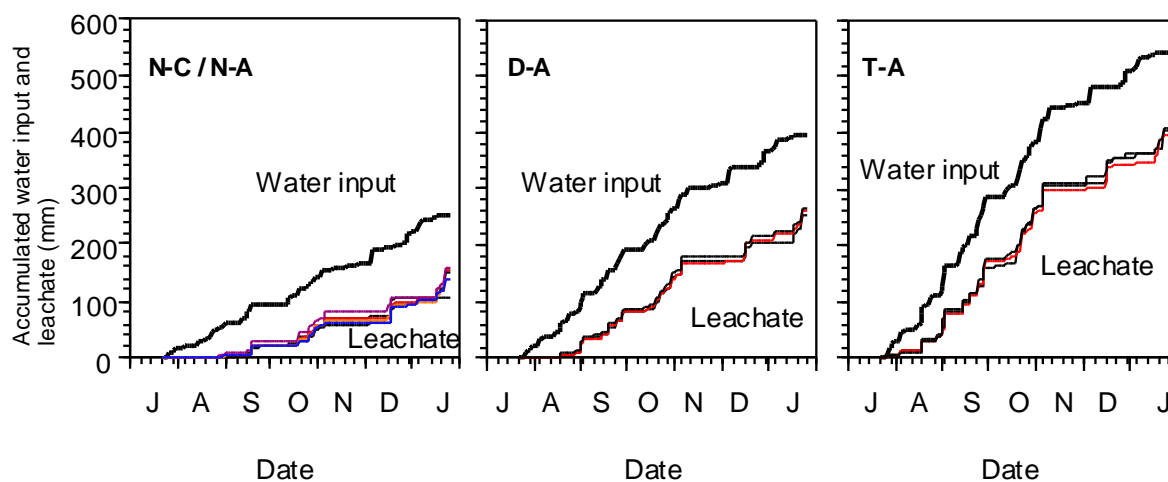 Accumulated water input and
leachate (mm)
600
500
400
300
200
100
0
N-C / N-A
Water input
Leachate
J A S O N D J
Date
D-A
Water input
Leachate
J A S O N D J
Date
T-A
Water input
Leachate
J A S O N D J
Date